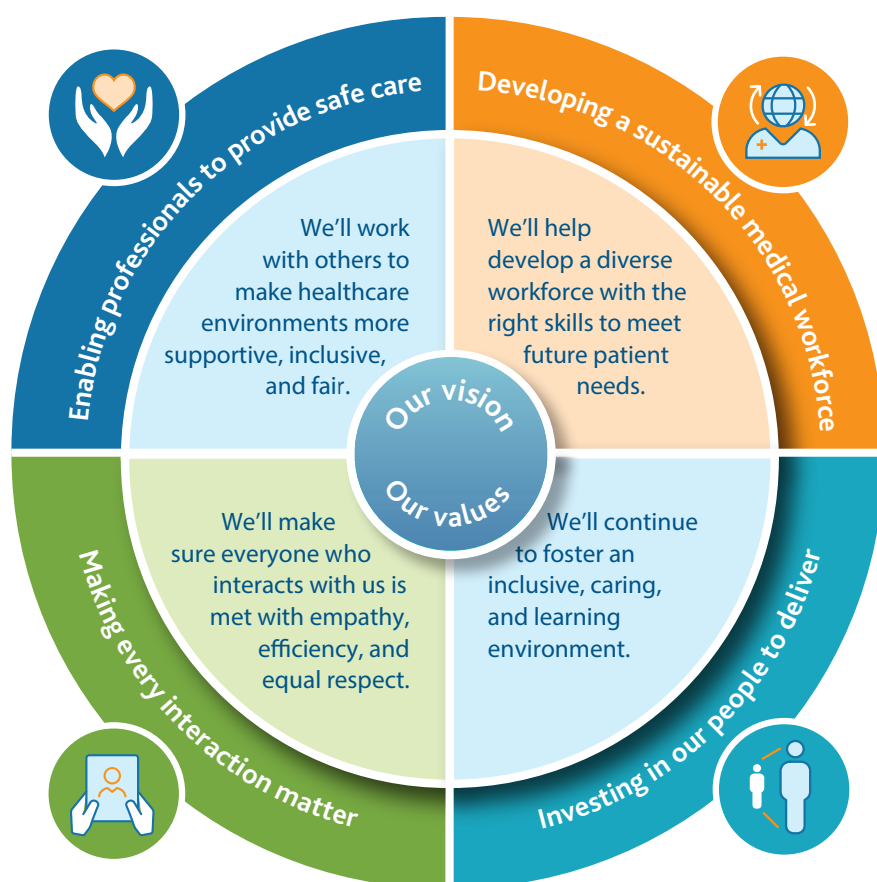 Enabling professionals to provide safe care
We’ll work
with others to
make healthcare
environments more
supportive, inclusive,
and fair.
Developing a sustainable medical workforce
We’ll help
develop a diverse
workforce with the
right skills to meet
future patient
needs.
Our vision
Our values
Making every interaction matter
We’ll make
sure everyone who
interacts with us is
met with empathy,
efficiency, and
equal respect.
Investing in our people to deliver
We’ll continue
to foster an
inclusive, caring,
and learning
environment.